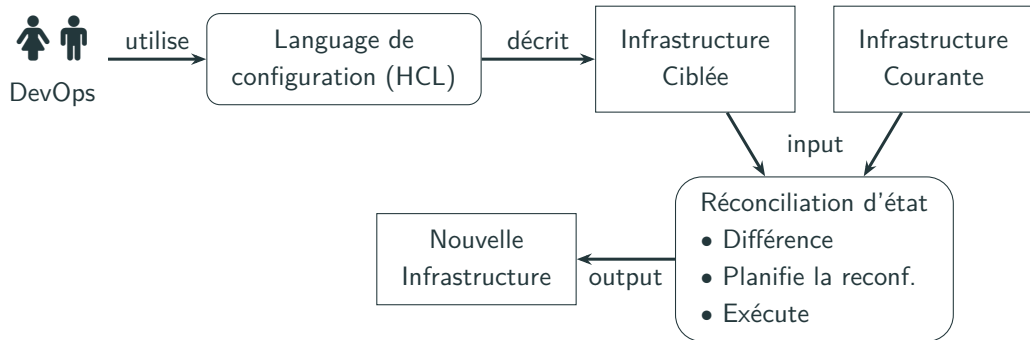 DevOps
utilise
Language de
configuration (HCL)
décrit
Infrastructure
Ciblée
Infrastructure
Courante
input
Réconciliation d'état
• Différence
• Planifie la reconf.
• Exécute
output
Nouvelle
Infrastructure